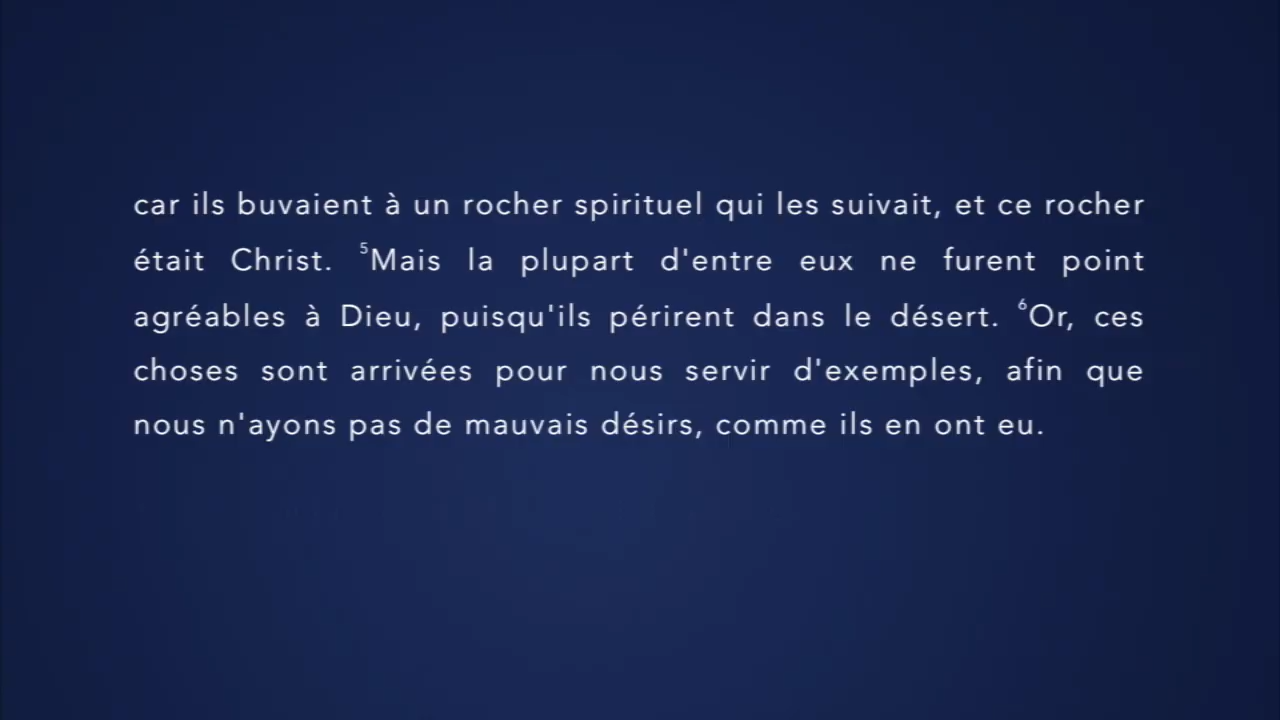 car ils buvaient à un rocher spirituel qui les suivait, et ce rocher
était Christ. ⁵Mais la plupart d'entre eux ne furent point
agréables à Dieu, puisqu'ils périrent dans le désert. ⁶Or, ces
choses sont arrivées pour nous servir d'exemples, afin que
nous n'ayons pas de mauvais désirs, comme ils en ont eu.